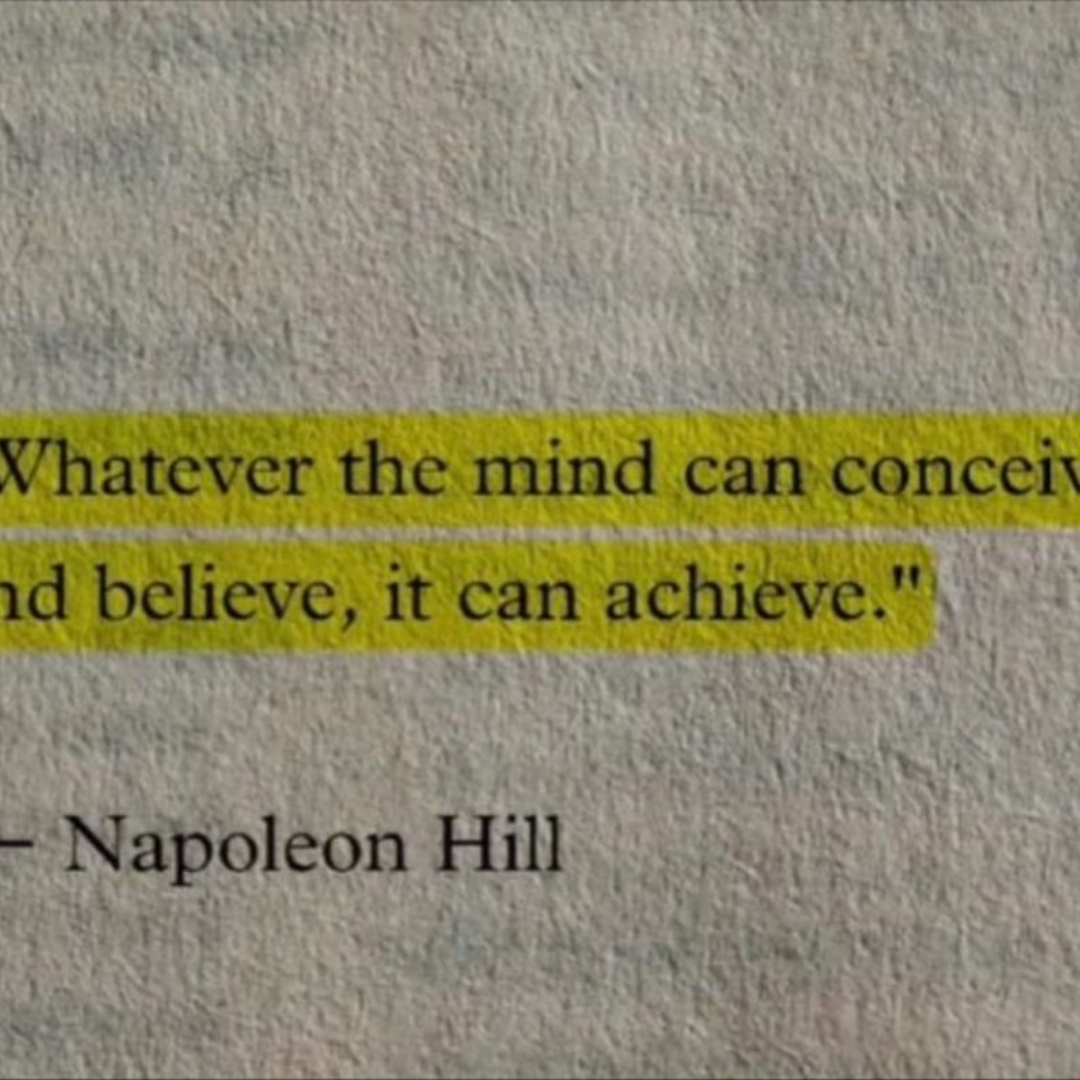 Whatever the mind can conceiv
nd believe, it can achieve."
– Napoleon Hill